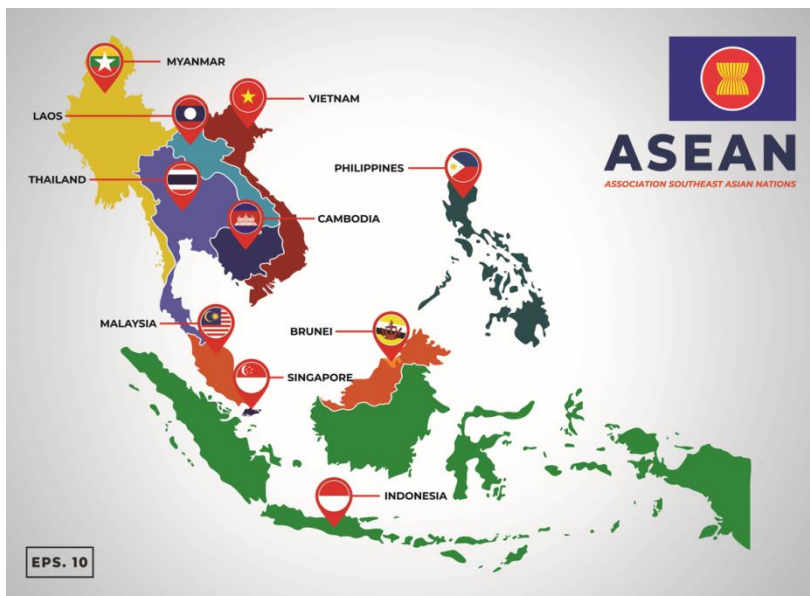 MYANMAR
VIETNAM
LAOS
PHILIPPINES
THAILAND
CAMBODIA
MALAYSIA
BRUNEI
SINGAPORE
INDONESIA
ASEAN
ASSOCIATION SOUTHEAST ASIAN NATIONS
EPS. 10